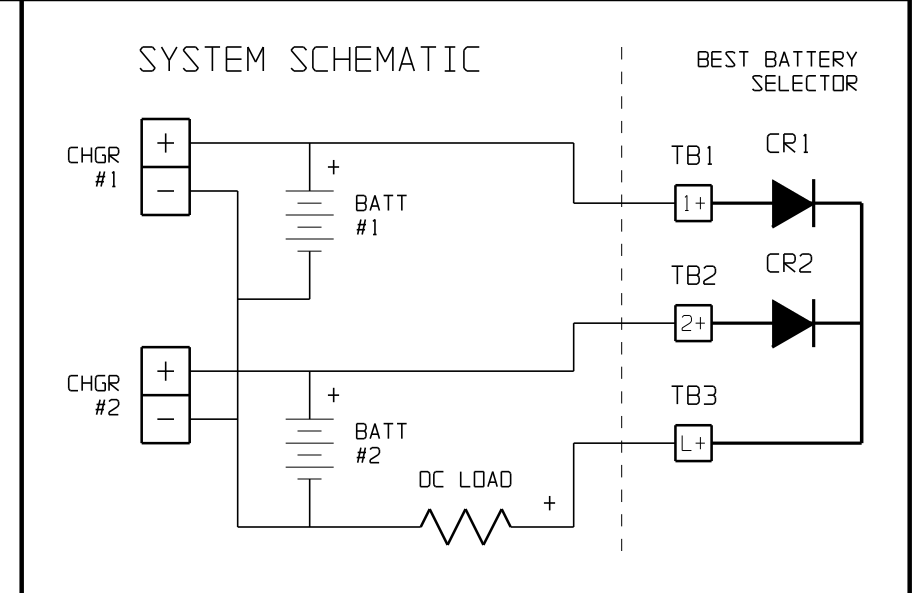 SYSTEM SCHEMATIC
BEST BATTERY
SELECTOR
CHGR
#1
+
−
+
BATT
#1
TB1
1+
CR1
TB2
2+
CR2
CHGR
#2
+
−
+
BATT
#2
TB3
L+
DC LOAD
+